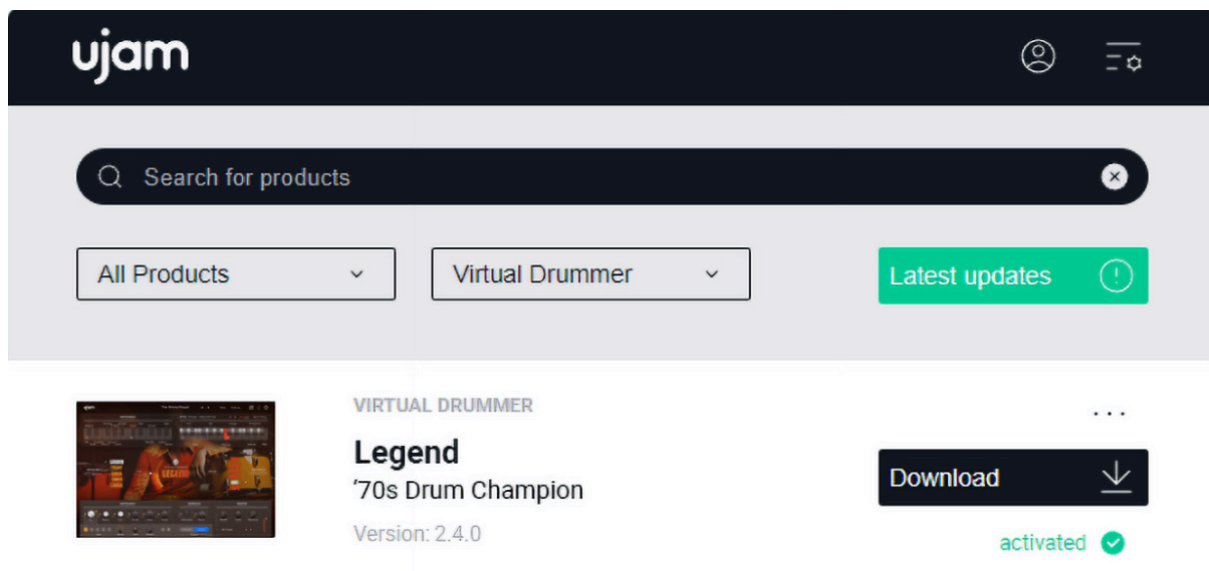 ujam
Search for products
All Products
Virtual Drummer
Latest updates
VIRTUAL DRUMMER
Legend
‘70s Drum Champion
Version: 2.4.0
...
Download
activated
LEGEND